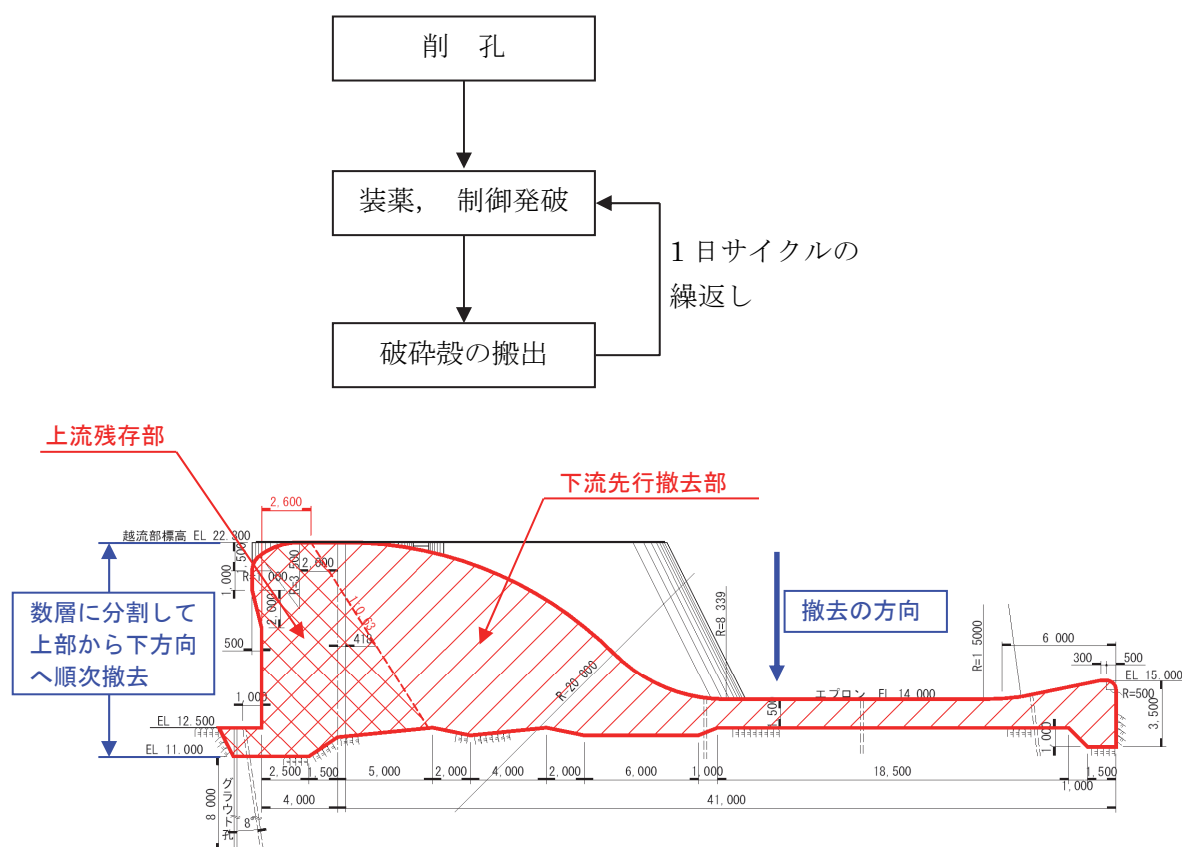 削 孔
装薬， 制御発破
1日サイクルの
繰返し
破砕殻の搬出
上流残存部
下流先行撤去部
2,600
越流部標高 EL 22.300
数層に分割して
上部から下方向
へ順次撤去
撤去の方向
1,000
2,000
2,000
500
1,000
418
R=20 000
R=8 339
R=1 5000
6 000
300
500
EL 15.000
R=500
3,500
1,000
エプロン EL 14.000
EL 12.500
EL 11.000
2,500
1,500
5,000
2,000
4,000
2,000
6,000
1,000
18,500
1,000
1,500
4,000
41,000
8 000
グラウト孔
8°